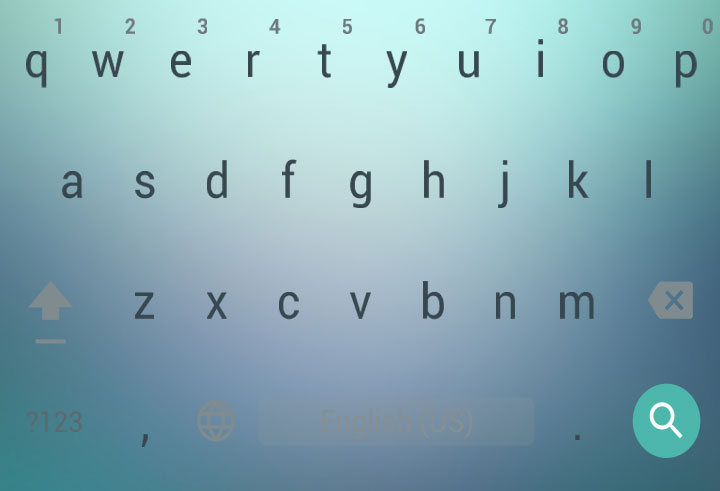 1 2 3 4 5 6 7 8 9 0
q w e r t y u i o p
a s d f g h j k l
z x c v b n m
?123 , English (US) .